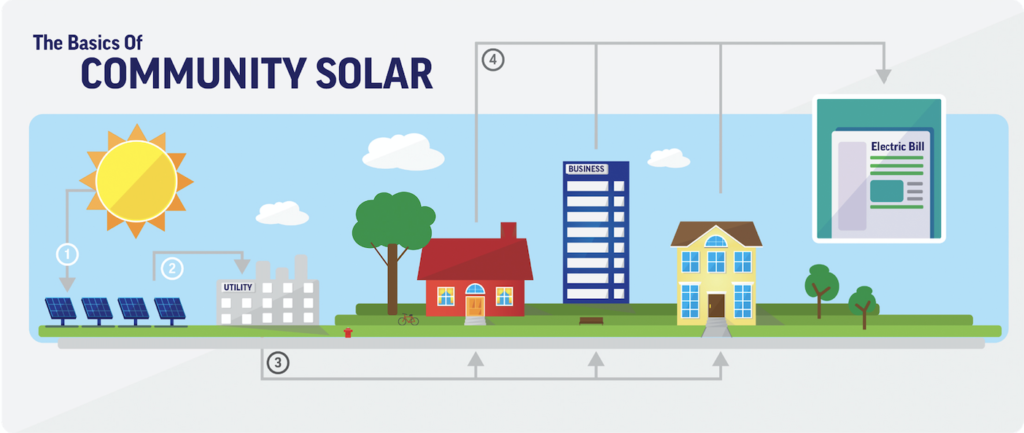 The Basics Of
COMMUNITY SOLAR
4
BUSINESS
Electric Bill
1
2
UTILITY
3